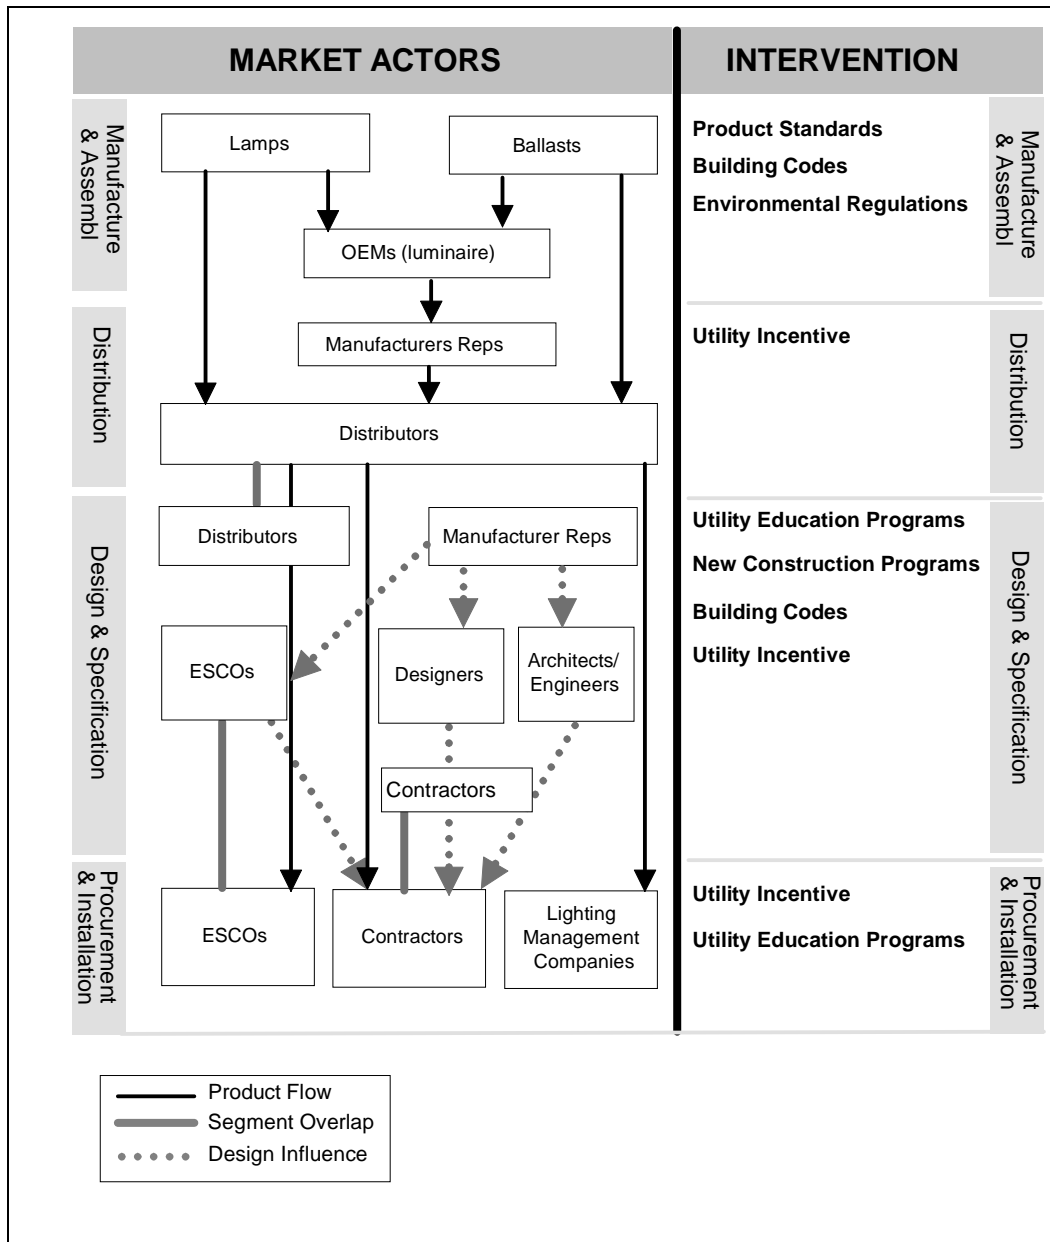 MARKET ACTORS
INTERVENTION
Manufacture
& Assembl
Lamps
Ballasts
OEMs (luminaire)
Product Standards
Building Codes
Environmental Regulations
Manufacture
& Assembl
Distribution
Manufacturers Reps
Distributors
Utility Incentive
Distribution
Design & Specification
Distributors
Manufacturer Reps
ESCOs
Designers
Architects/
Engineers
Contractors
Utility Education Programs
New Construction Programs
Building Codes
Utility Incentive
Design & Specification
Procurement
& Installation
ESCOs
Contractors
Lighting
Management
Companies
Utility Incentive
Utility Education Programs
Procurement
& Installation
Product Flow
Segment Overlap
Design Influence